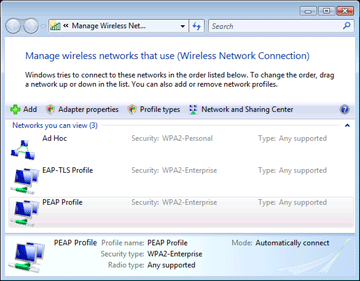 « Manage Wireless Net...
Search
Manage wireless networks that use (Wireless Network Connection)
Windows tries to connect to these networks in the order listed below. To change the order, drag
a network up or down in the list. You can also add or remove network profiles.
Add Adapter properties Profile types Network and Sharing Center
Networks you can view (3)
Ad Hoc Security: WPA2-Personal Type: Any supported
EAP-TLS Profile Security: WPA2-Enterprise Type: Any supported
PEAP Profile Security: WPA2-Enterprise Type: Any supported
PEAP Profile Profile name: PEAP Profile Mode: Automatically connect
Security type: WPA2-Enterprise
Radio type: Any supported